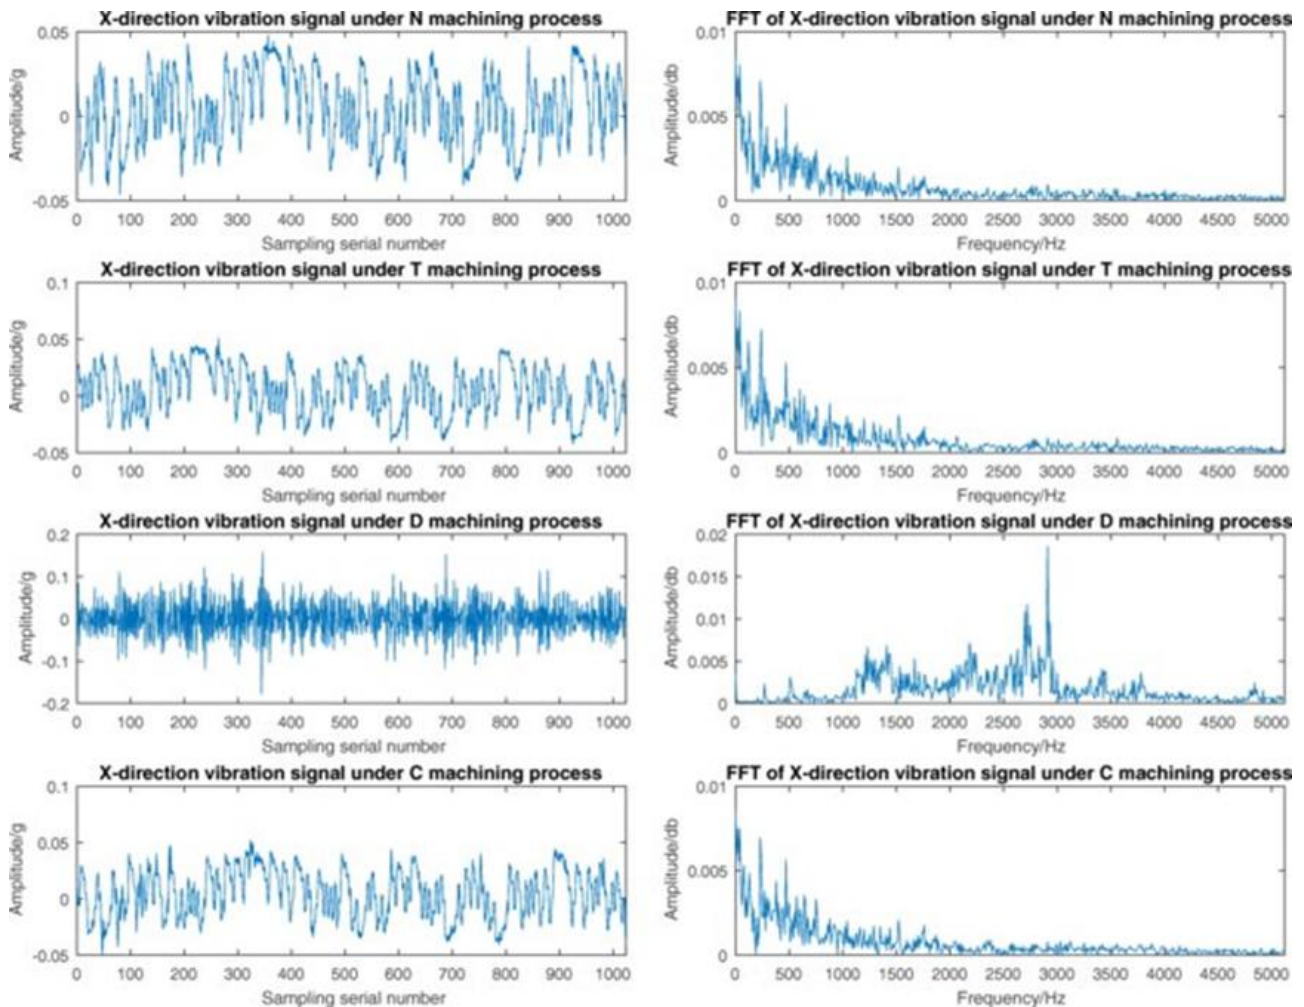 X-direction vibration signal under N machining process
0.05
0
-0.05
Amplitude/g
0 100 200 300 400 500 600 700 800 900 1000
Sampling serial number
FFT of X-direction vibration signal under N machining process
0.01
0.005
0
Amplitude/db
0 500 1000 1500 2000 2500 3000 3500 4000 4500 5000
Frequency/Hz
X-direction vibration signal under T machining process
0.1
0.05
0
-0.05
Amplitude/g
0 100 200 300 400 500 600 700 800 900 1000
Sampling serial number
FFT of X-direction vibration signal under T machining process
0.01
0.005
0
Amplitude/db
0 500 1000 1500 2000 2500 3000 3500 4000 4500 5000
Frequency/Hz
X-direction vibration signal under D machining process
0.2
0.1
0
-0.1
-0.2
Amplitude/g
0 100 200 300 400 500 600 700 800 900 1000
Sampling serial number
FFT of X-direction vibration signal under D machining process
0.02
0.015
0.01
0.005
0
Amplitude/db
0 500 1000 1500 2000 2500 3000 3500 4000 4500 5000
Frequency/Hz
X-direction vibration signal under C machining process
0.1
0.05
0
-0.05
Amplitude/g
0 100 200 300 400 500 600 700 800 900 1000
Sampling serial number
FFT of X-direction vibration signal under C machining process
0.01
0.005
0
Amplitude/db
0 500 1000 1500 2000 2500 3000 3500 4000 4500 5000
Frequency/Hz